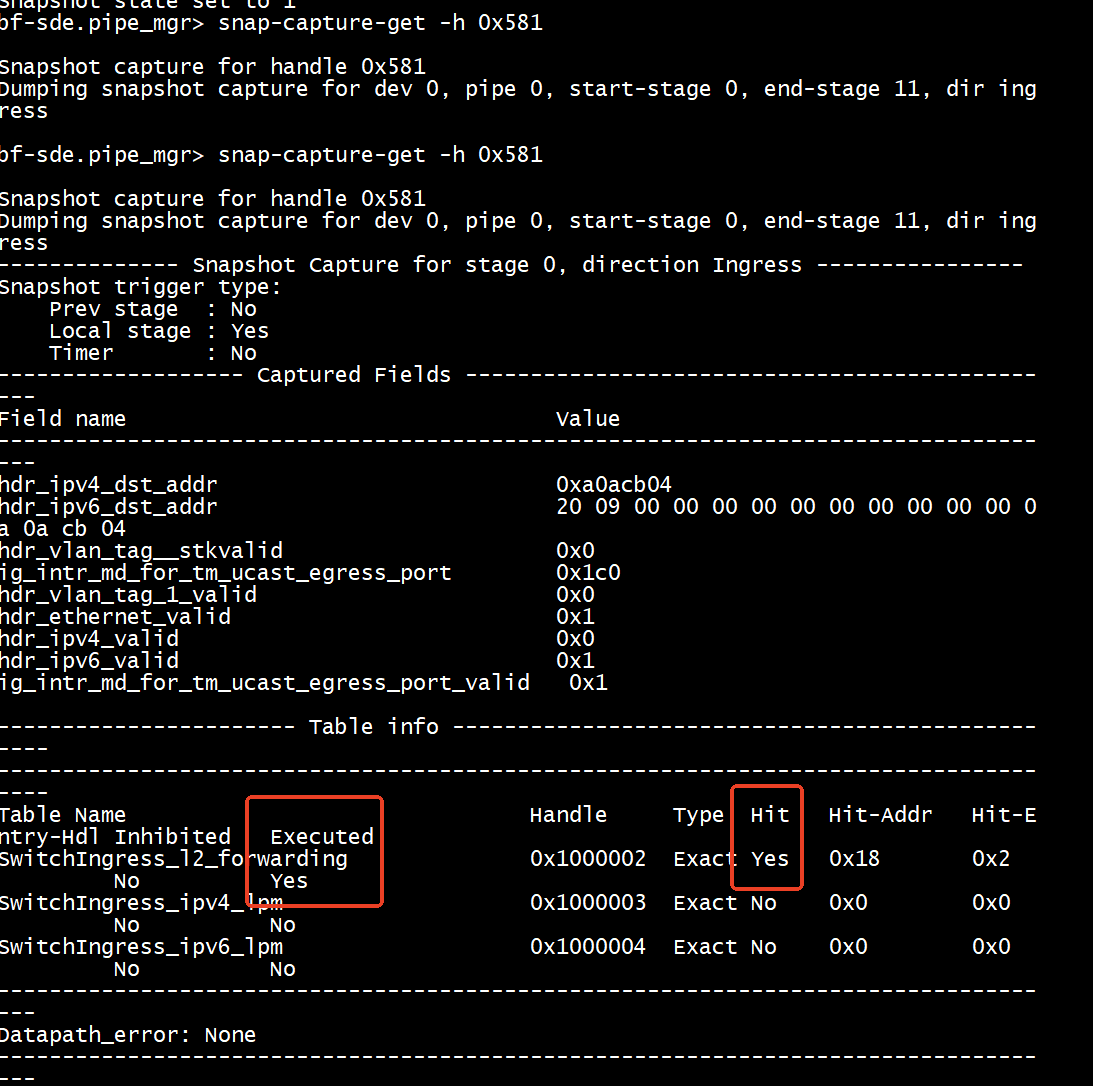 Snapshot state set to 1
bf-sde.pipe_mgr> snap-capture-get -h 0x581
Snapshot capture for handle 0x581
Dumping snapshot capture for dev 0, pipe 0, start-stage 0, end-stage 11, dir ing
ress
bf-sde.pipe_mgr> snap-capture-get -h 0x581
Snapshot capture for handle 0x581
Dumping snapshot capture for dev 0, pipe 0, start-stage 0, end-stage 11, dir ing
ress
-------------- Snapshot Capture for stage 0, direction Ingress ----------------
Snapshot trigger type:
    Prev stage  : No
    Local stage : Yes
    Timer       : No
------------------- Captured Fields --------------------------------------------
---
Field name                                 Value
--------------------------------------------------------------------------------
---
hdr_ipv4_dst_addr                          0xa0acb04
hdr_ipv6_dst_addr                          20 09 00 00 00 00 00 00 00 00 00 00 0
a 0a cb 04
hdr_vlan_tag__stkvalid                     0x0
ig_intr_md_for_tm_ucast_egress_port        0x1c0
hdr_vlan_tag_1_valid                       0x0
hdr_ethernet_valid                         0x1
hdr_ipv4_valid                             0x0
hdr_ipv6_valid                             0x1
ig_intr_md_for_tm_ucast_egress_port_valid   0x1
----------------------- Table info ---------------------------------------------
----
--------------------------------------------------------------------------------
----
Table Name                               Handle     Type  Hit   Hit-Addr   Hit-E
ntry-Hdl Inhibited   Executed
SwitchIngress_l2_forwarding              0x1000002  Exact Yes   0x18       0x2
         No          Yes
SwitchIngress_ipv4_lpm                   0x1000003  Exact No    0x0        0x0
         No          No
SwitchIngress_ipv6_lpm                   0x1000004  Exact No    0x0        0x0
         No          No
--------------------------------------------------------------------------------
---
Datapath_error: None
--------------------------------------------------------------------------------
---